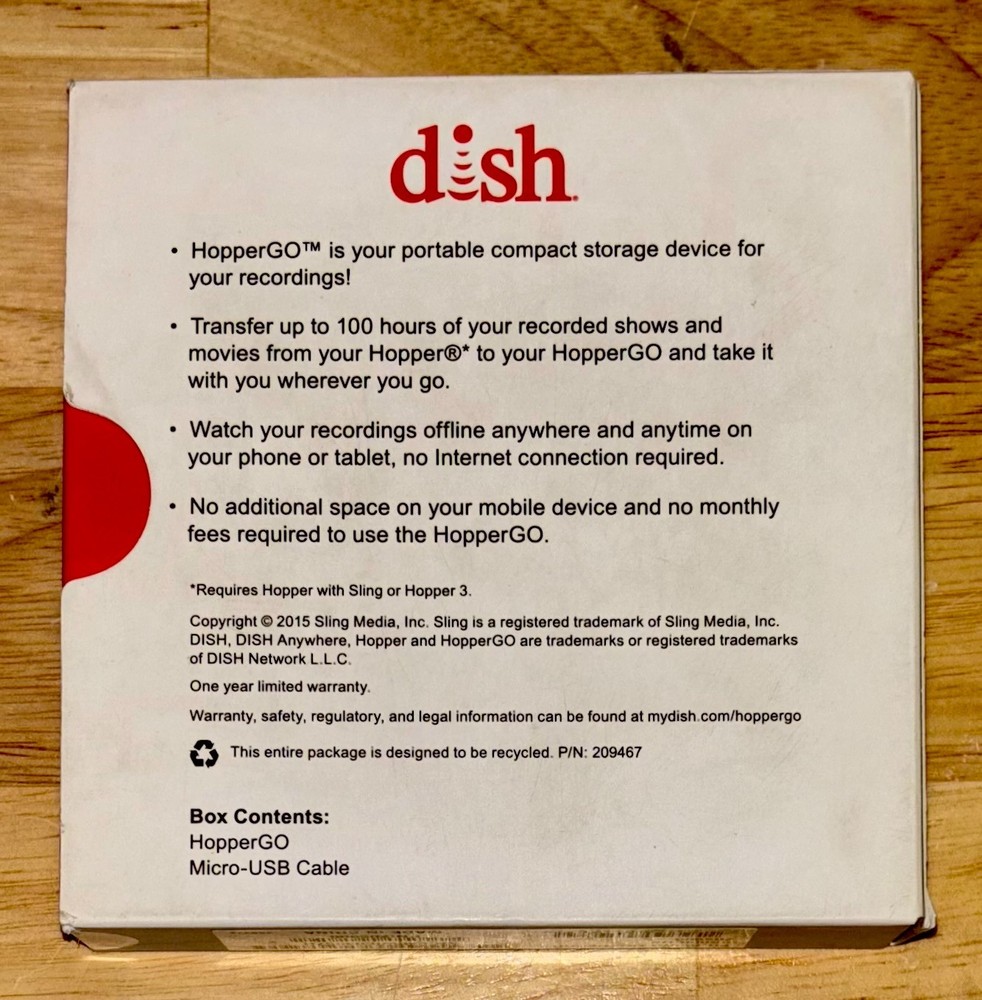 dish
• HopperGO™ is your portable compact storage device for
your recordings!
• Transfer up to 100 hours of your recorded shows and
movies from your Hopper®* to your HopperGO and take it
with you wherever you go.
• Watch your recordings offline anywhere and anytime on
your phone or tablet, no Internet connection required.
• No additional space on your mobile device and no monthly
fees required to use the HopperGO.
*Requires Hopper with Sling or Hopper 3.
Copyright © 2015 Sling Media, Inc. Sling is a registered trademark of Sling Media, Inc.
DISH, DISH Anywhere, Hopper and HopperGO are trademarks or registered trademarks
of DISH Network L.L.C.
One year limited warranty.
Warranty, safety, regulatory, and legal information can be found at mydish.com/hoppergo
This entire package is designed to be recycled. P/N: 209467
Box Contents:
HopperGO
Micro-USB Cable